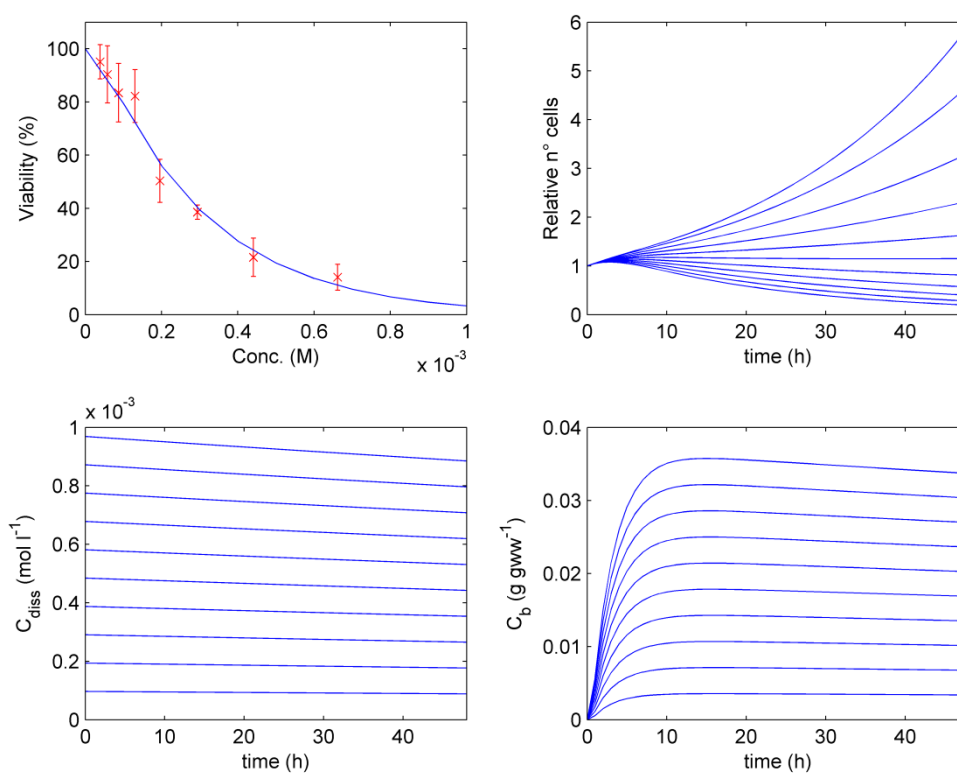 100
80
60
40
20
0
Viability (%)
0 0.2 0.4 0.6 0.8 1
Conc. (M)
x 10⁻³
6
5
4
3
2
1
0
Relative n° cells
0 10 20 30 40
time (h)
x 10⁻³
1
0.8
0.6
0.4
0.2
0
C_diss (mol l⁻¹)
0 10 20 30 40
time (h)
0.04
0.03
0.02
0.01
0
C_b (g gww⁻¹)
0 10 20 30 40
time (h)